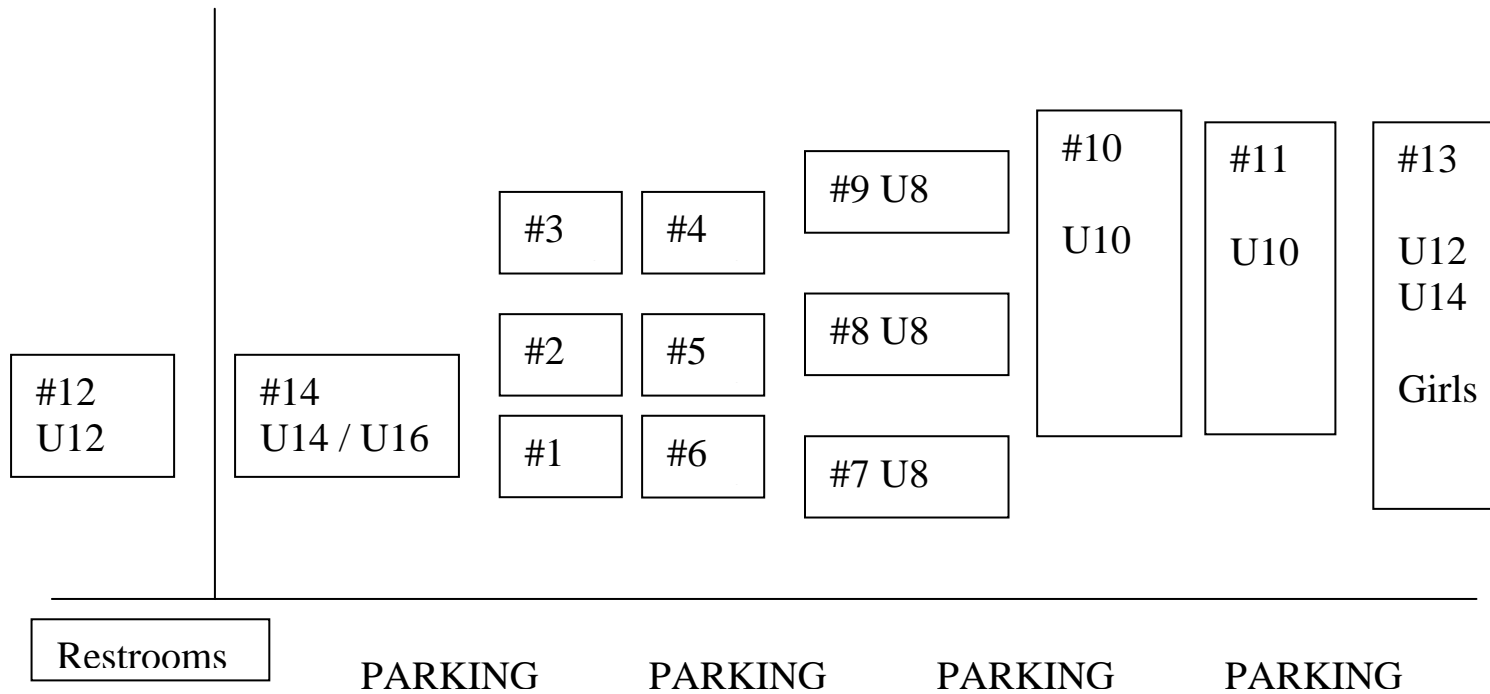 #12
U12
#14
U14 / U16
#3
#2
#1
#4
#5
#6
#9 U8
#8 U8
#7 U8
#10
U10
#11
U10
#13
U12
U14
Girls
Restrooms
PARKING
PARKING
PARKING
PARKING